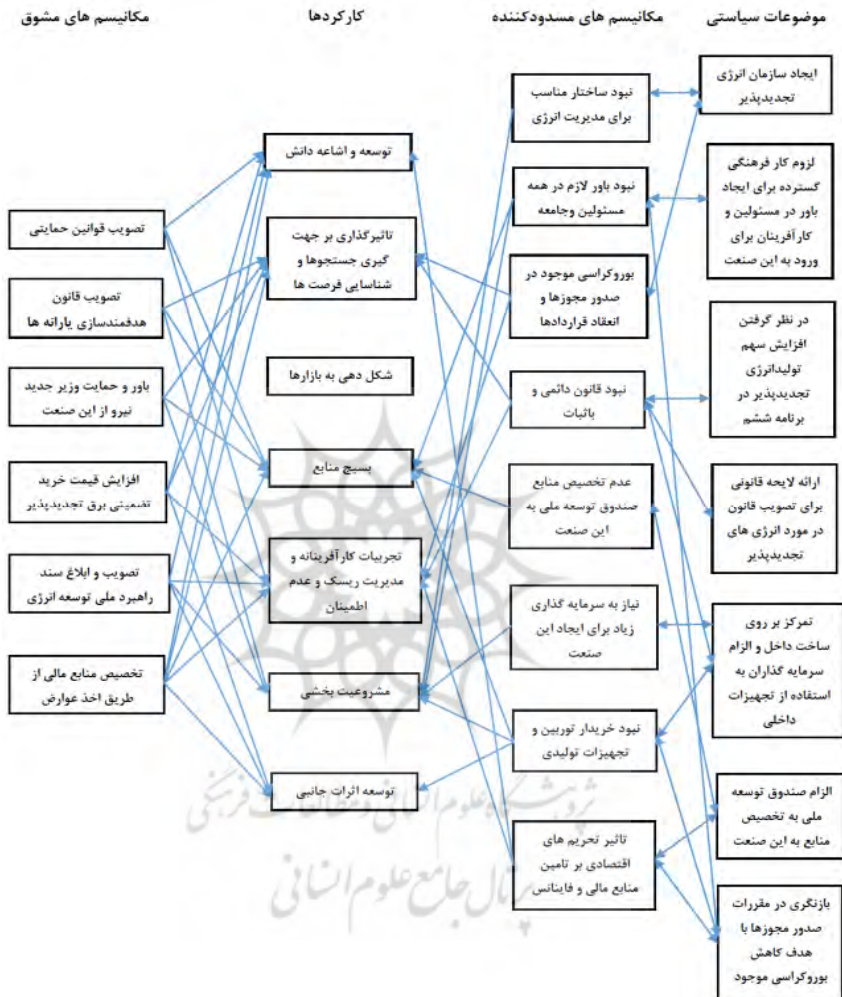 موضوعات سیاستی
مکانیسم های مسدودکننده
کارکردها
مکانیسم های مشوق
ایجاد سازمان انرژی
تجدیدپذیر
لزوم کار فرهنگی
گسترده برای ایجاد
باور در مسئولین و
کارآفرینان برای
ورود به این صنعت
در نظر گرفتن
افزایش سهم
تولیدانرژی
تجدیدپذیر در
برنامه ششم
ارائه لایحه قانونی
برای تصویب قانون
در مورد انرژی های
تجدیدپذیر
تمرکز بر روی
ساخت داخل و الزام
سرمایه گذاران به
استفاده از تجهیزات
داخلی
الزام صندوق توسعه
ملی به تخصیص
منابع به این صنعت
بازنگری در مقررات
صدور مجوزها با
هدف کاهش
بوروکراسی موجود
نبود ساختار مناسب
برای مدیریت انرژی
نبود باور لازم در همه
مسئولین وجامعه
بوروکراسی موجود در
صدور مجوزها و
انعقاد قراردادها
نبود قانون دائمی و
باثبات
عدم تخصیص منابع
صندوق توسعه ملی به
این صنعت
نیاز به سرمایه گذاری
زیاد برای ایجاد این
صنعت
نبود خریدار توربین و
تجهیزات تولیدی
تاثیر تحریم های
اقتصادی بر تامین
منابع مالی و فاینانس
توسعه و اشاعه دانش
تاثیرگذاری بر جهت
گیری جستجوها و
شناسایی فرصت ها
شکل دهی به بازارها
بسیج منابع
تجربیات کارآفرینانه و
مدیریت ریسک و عدم
اطمینان
مشروعیت بخشی
توسعه اثرات جانبی
تصویب قوانین حمایتی
تصویب قانون
هدفمندسازی یارانه ها
باور و حمایت وزیر جدید
نیرو از این صنعت
افزایش قیمت خرید
تضمینی برق تجدیدپذیر
تصویب و ابلاغ سند
راهبرد ملی توسعه انرژی
تخصیص منابع مالی از
طریق اخذ عوارض
پژوهشگاه علوم انسانی و مطالعات فرهنگی
پرتال جامع علوم انسانی